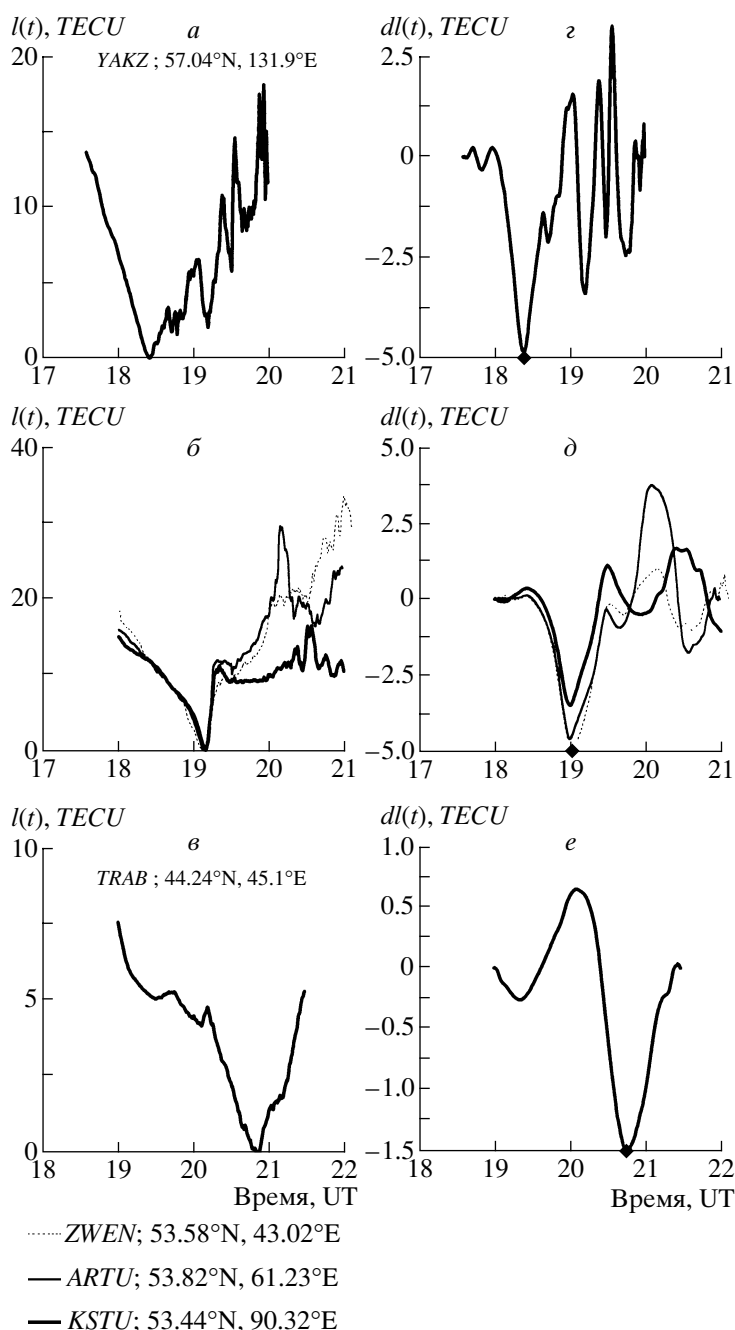 l(t), TECU
а
YAKZ ; 57.04°N, 131.9°E
20
10
0
17 18 19 20 21
dl(t), TECU
г
2.5
0
−2.5
−5.0
17 18 19 20 21
l(t), TECU
б
40
20
0
17 18 19 20 21
dl(t), TECU
д
5.0
2.5
0
−2.5
−5.0
17 18 19 20 21
l(t), TECU
в
TRAB ; 44.24°N, 45.1°E
10
5
0
18 19 20 21 22
Время, UT
dl(t), TECU
е
1.0
0.5
0
−0.5
−1.0
−1.5
18 19 20 21 22
Время, UT
ZWEN; 53.58°N, 43.02°E
ARTU; 53.82°N, 61.23°E
KSTU; 53.44°N, 90.32°E